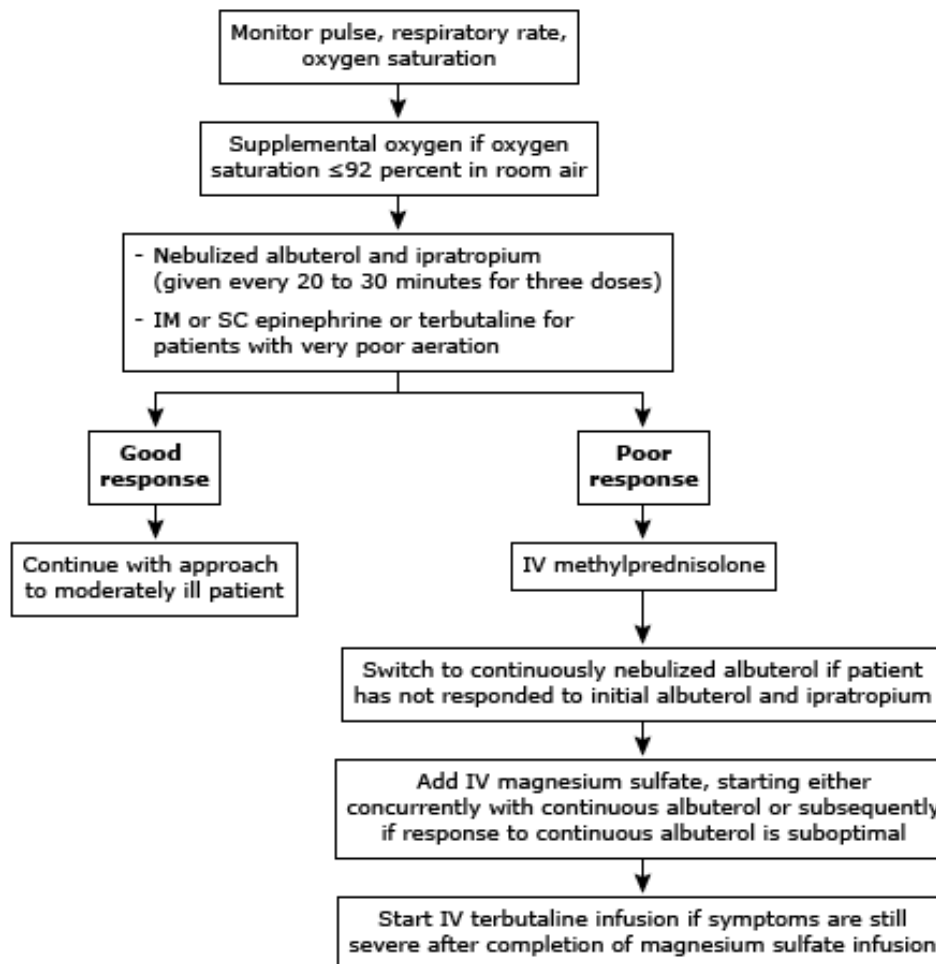 Monitor pulse, respiratory rate,
oxygen saturation
Supplemental oxygen if oxygen
saturation ≤92 percent in room air
- Nebulized albuterol and ipratropium
(given every 20 to 30 minutes for three doses)
- IM or SC epinephrine or terbutaline for
patients with very poor aeration
Good
response
Continue with approach
to moderately ill patient
Poor
response
IV methylprednisolone
Switch to continuously nebulized albuterol if patient
has not responded to initial albuterol and ipratropium
Add IV magnesium sulfate, starting either
concurrently with continuous albuterol or subsequently
if response to continuous albuterol is suboptimal
Start IV terbutaline infusion if symptoms are still
severe after completion of magnesium sulfate infusion